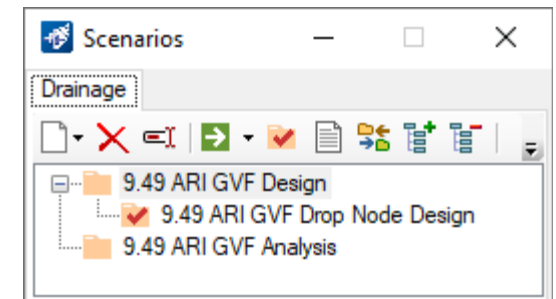 Scenarios
Drainage
9.49 ARI GVF Design
9.49 ARI GVF Drop Node Design
9.49 ARI GVF Analysis